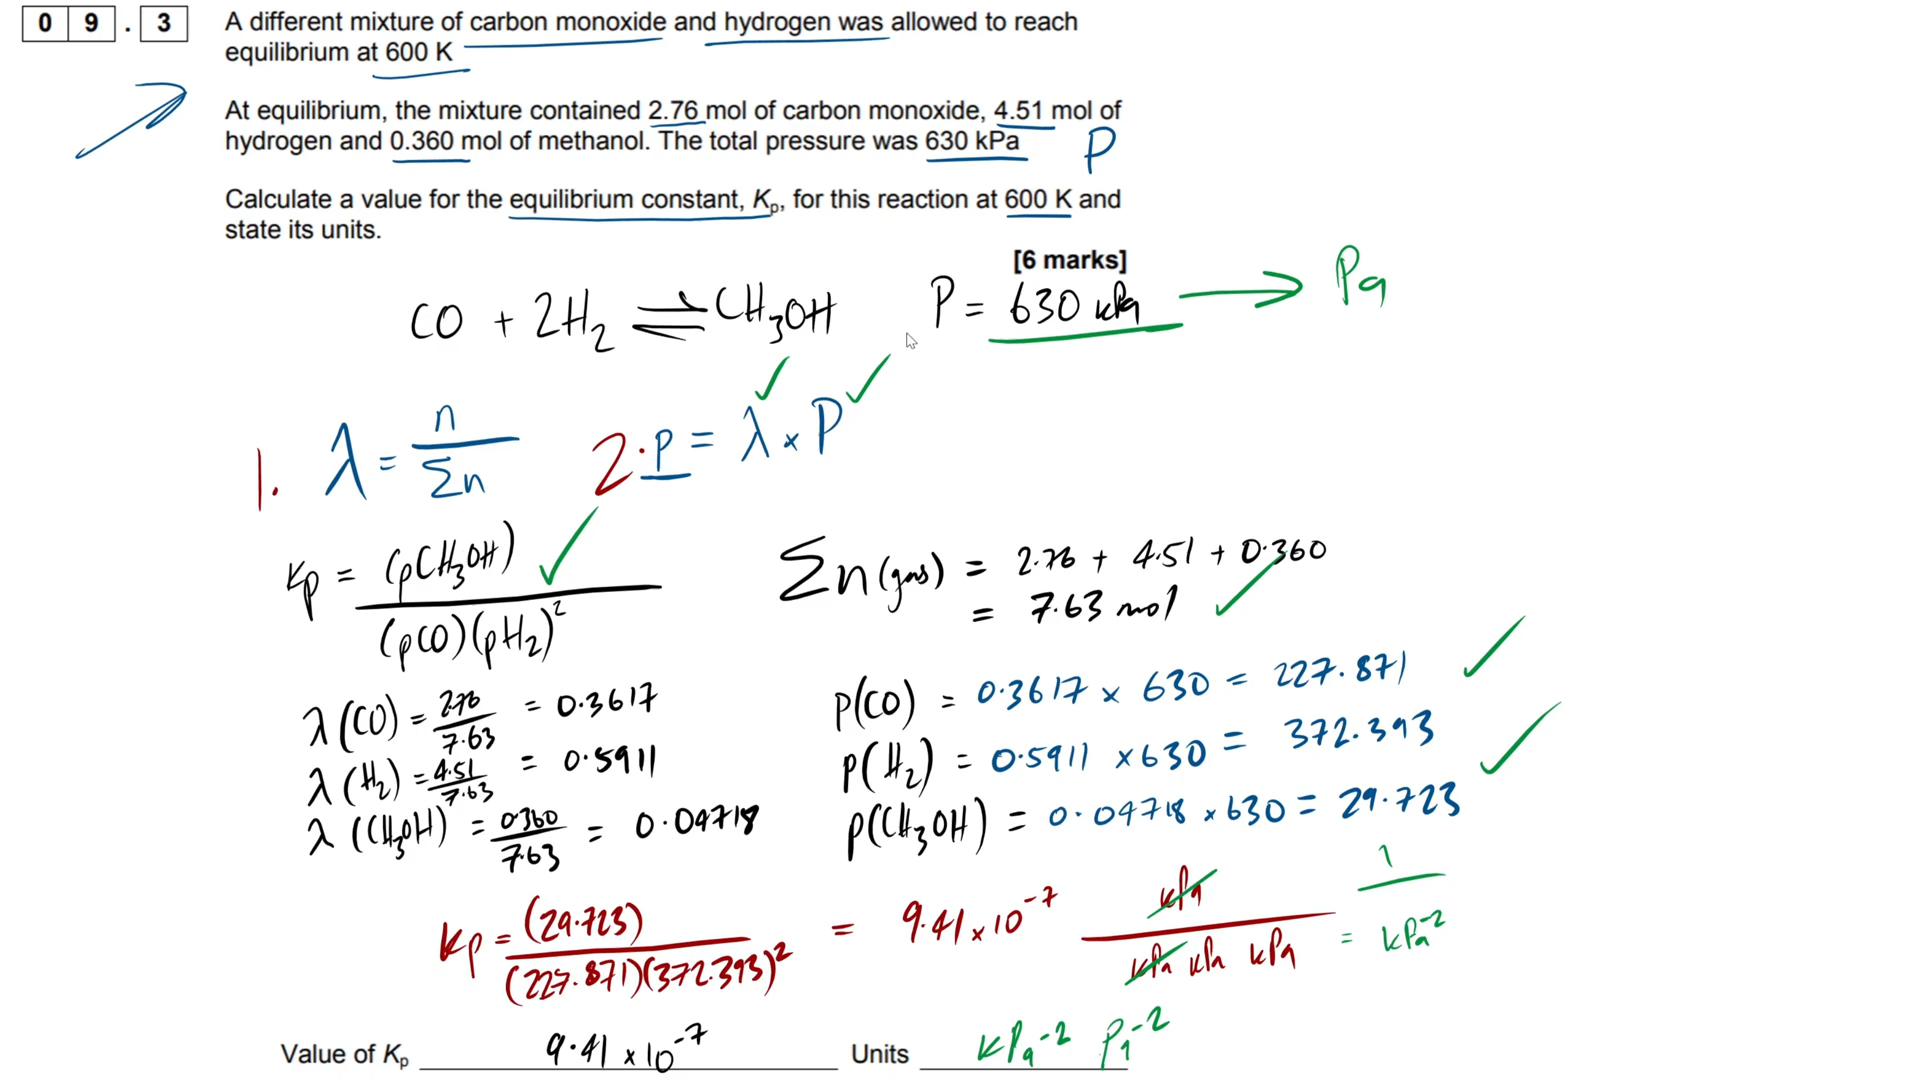 0 9 . 3 A different mixture of carbon monoxide and hydrogen was allowed to reach
equilibrium at 600 K
At equilibrium, the mixture contained 2.76 mol of carbon monoxide, 4.51 mol of
hydrogen and 0.360 mol of methanol. The total pressure was 630 kPa P
Calculate a value for the equilibrium constant, Kp, for this reaction at 600 K and
state its units.
[6 marks]
CO + 2H₂ ⇌ CH₃OH P = 630 kPa → Pa
1. λ = n / Σn 2. p = λ × P
Kp = (pCH₃OH) / (pCO)(pH₂)²
Σn(gas) = 2.76 + 4.51 + 0.360
= 7.63 mol
λ(CO) = 2.76 / 7.63 = 0.3617
λ(H₂) = 4.51 / 7.63 = 0.5911
λ(CH₃OH) = 0.360 / 7.63 = 0.04718
p(CO) = 0.3617 × 630 = 227.871
p(H₂) = 0.5911 × 630 = 372.393
p(CH₃OH) = 0.04718 × 630 = 29.723
Kp = (29.723) / (227.871)(372.393)² = 9.41 × 10⁻⁷ kPa / kPa kPa kPa = 1 / kPa⁻²
Value of Kp 9.41 × 10⁻⁷ Units kPa⁻² Pa⁻²